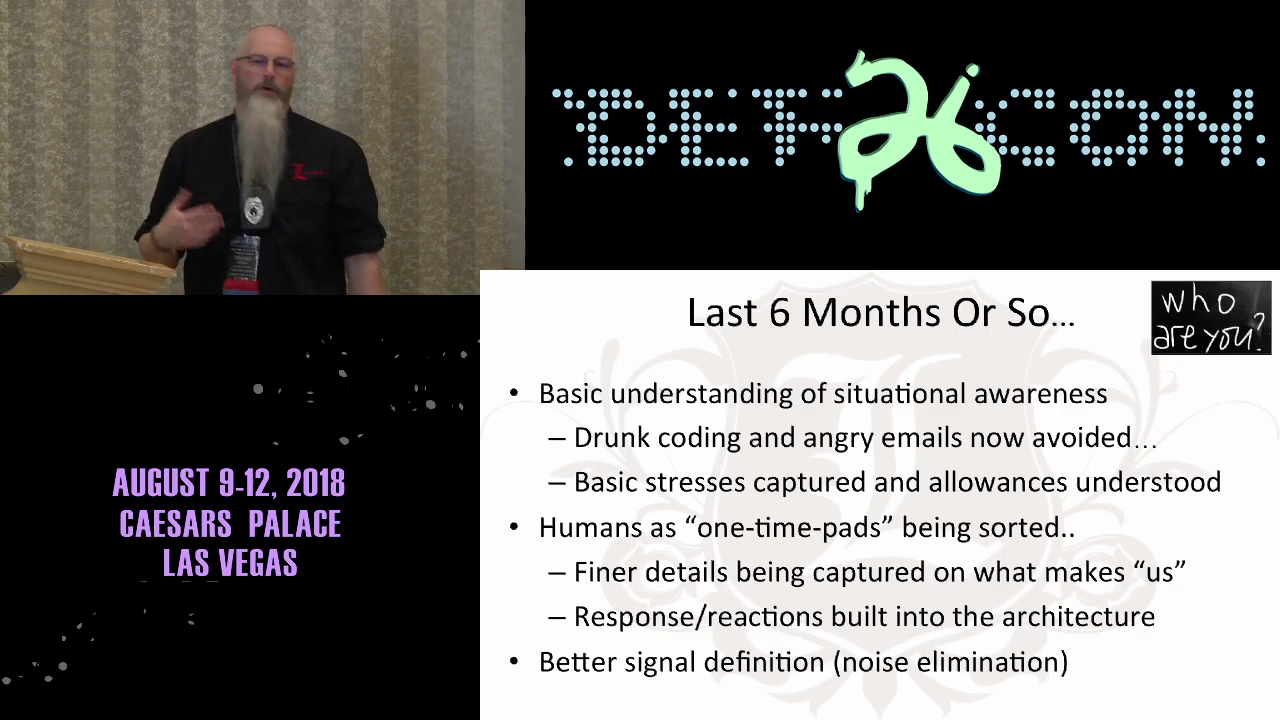 DEF CON
26
Last 6 Months Or So...
who
are you?
• Basic understanding of situational awareness
– Drunk coding and angry emails now avoided...
– Basic stresses captured and allowances understood
• Humans as “one-time-pads” being sorted..
– Finer details being captured on what makes “us”
– Response/reactions built into the architecture
• Better signal definition (noise elimination)
AUGUST 9-12, 2018
CAESARS PALACE
LAS VEGAS